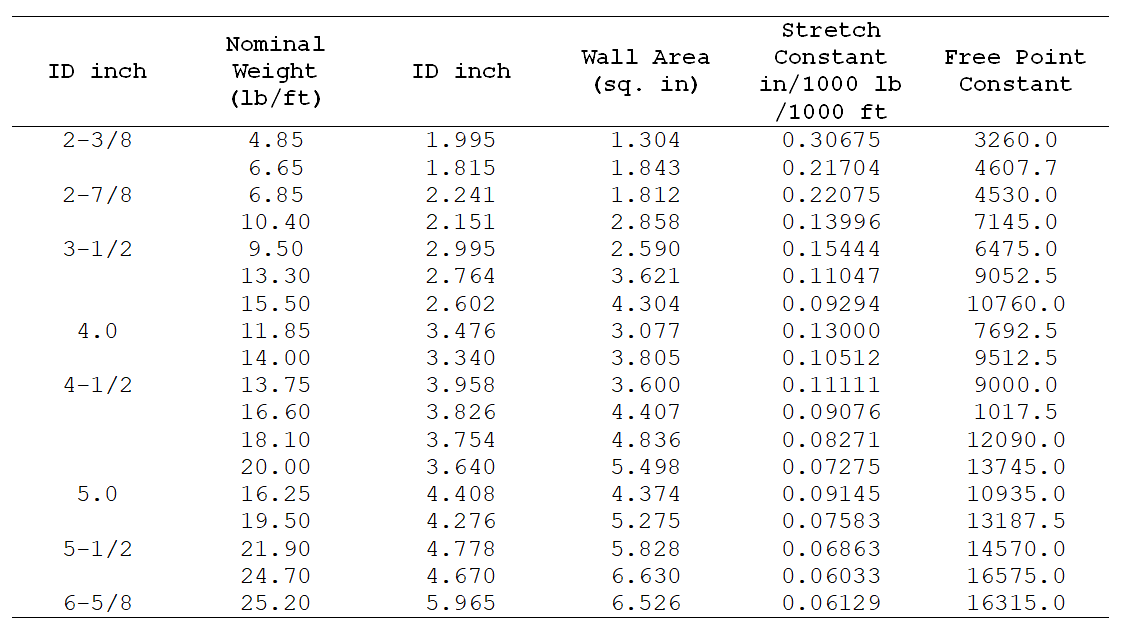 ID inch | Nominal Weight (lb/ft) | ID inch | Wall Area (sq. in) | Stretch Constant in/1000 lb /1000 ft | Free Point Constant
2-3/8 4.85 1.995 1.304 0.30675 3260.0
6.65 1.815 1.843 0.21704 4607.7
2-7/8 6.85 2.241 1.812 0.22075 4530.0
10.40 2.151 2.858 0.13996 7145.0
3-1/2 9.50 2.995 2.590 0.15444 6475.0
13.30 2.764 3.621 0.11047 9052.5
15.50 2.602 4.304 0.09294 10760.0
4.0 11.85 3.476 3.077 0.13000 7692.5
14.00 3.340 3.805 0.10512 9512.5
4-1/2 13.75 3.958 3.600 0.11111 9000.0
16.60 3.826 4.407 0.09076 1017.5
18.10 3.754 4.836 0.08271 12090.0
20.00 3.640 5.498 0.07275 13745.0
5.0 16.25 4.408 4.374 0.09145 10935.0
19.50 4.276 5.275 0.07583 13187.5
5-1/2 21.90 4.778 5.828 0.06863 14570.0
24.70 4.670 6.630 0.06033 16575.0
6-5/8 25.20 5.965 6.526 0.06129 16315.0